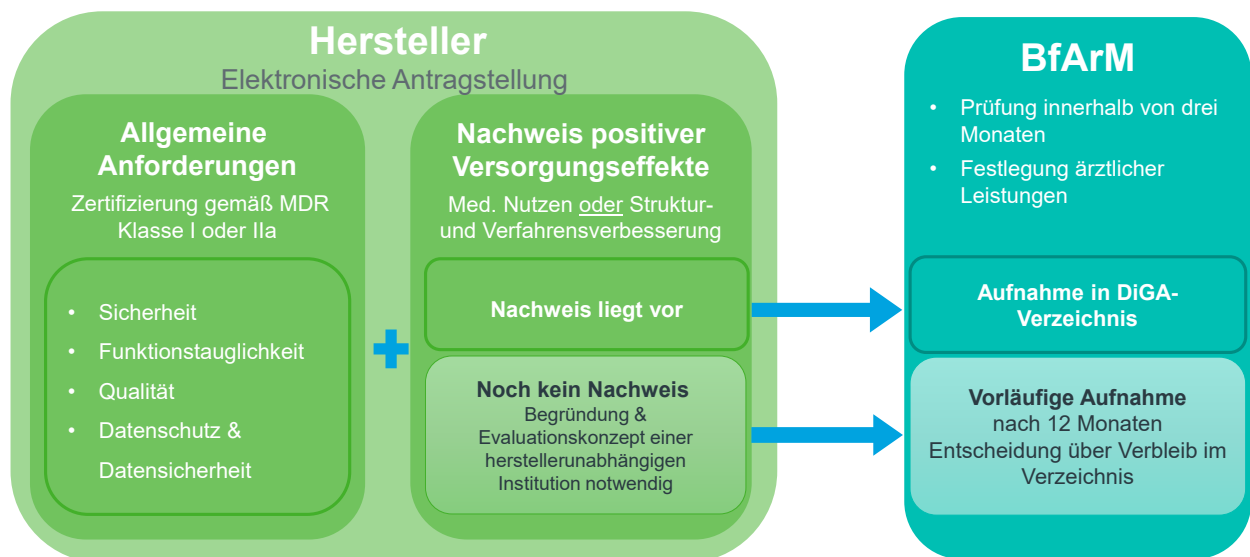 Hersteller
Elektronische Antragstellung
Allgemeine
Anforderungen
Zertifizierung gemäß MDR
Klasse I oder IIa
• Sicherheit
• Funktionstauglichkeit
• Qualität
• Datenschutz &
Datensicherheit
Nachweis positiver
Versorgungseffekte
Med. Nutzen oder Struktur-
und Verfahrensverbesserung
Nachweis liegt vor
Noch kein Nachweis
Begründung &
Evaluationskonzept einer
herstellerunabhängigen
Institution notwendig
BfArM
• Prüfung innerhalb von drei
Monaten
• Festlegung ärztlicher
Leistungen
Aufnahme in DiGA-
Verzeichnis
Vorläufige Aufnahme
nach 12 Monaten
Entscheidung über Verbleib im
Verzeichnis